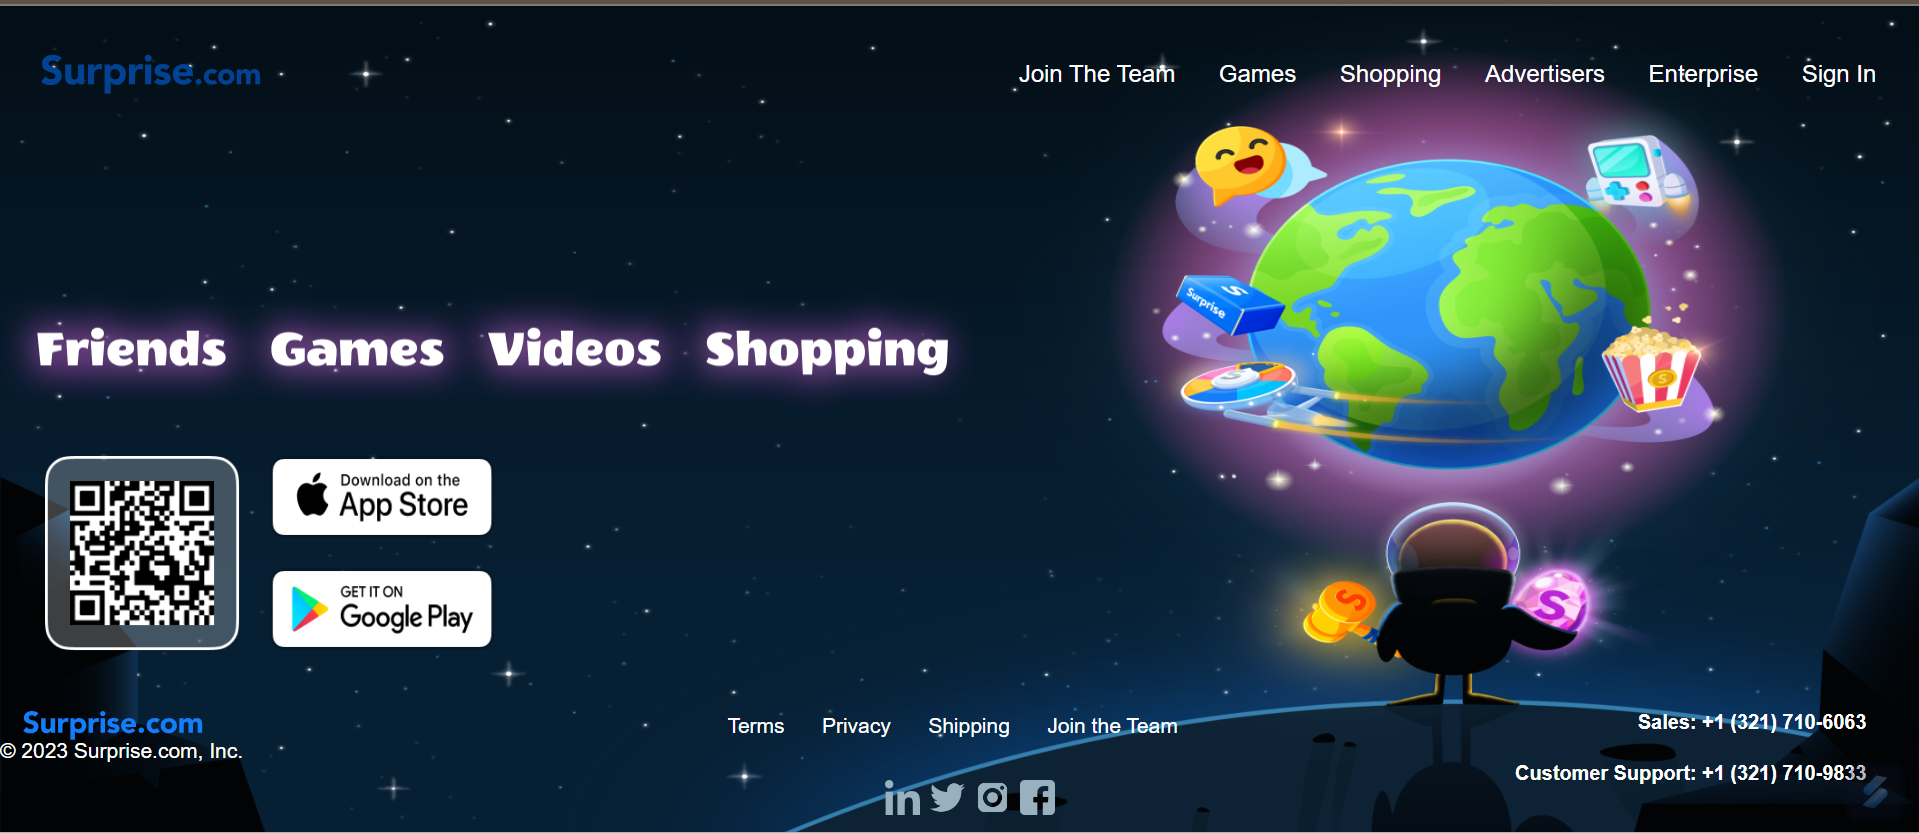 Surprise.com
Join The Team Games Shopping Advertisers Enterprise Sign In
Surprise
S
Friends Games Videos Shopping
S
Download on the
App Store
GET IT ON
Google Play
S
S
Surprise.com
© 2023 Surprise.com, Inc.
Terms Privacy Shipping Join the Team
Sales: +1 (321) 710-6063
Customer Support: +1 (321) 710-9833